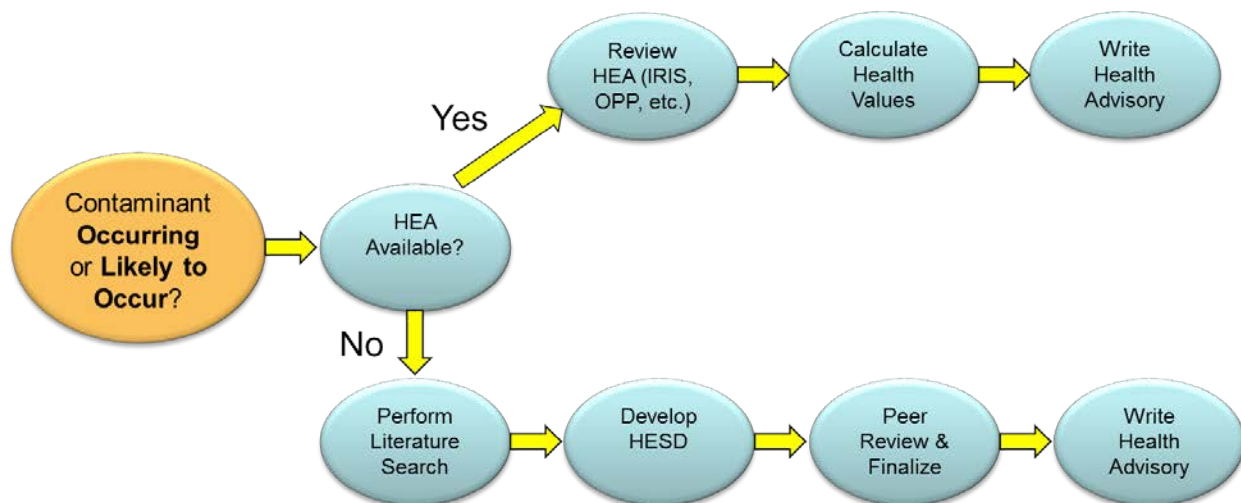 Contaminant
Occurring
or Likely to
Occur?
HEA
Available?
Yes
Review
HEA (IRIS,
OPP, etc.)
Calculate
Health
Values
Write
Health
Advisory
No
Perform
Literature
Search
Develop
HESD
Peer
Review &
Finalize
Write
Health
Advisory